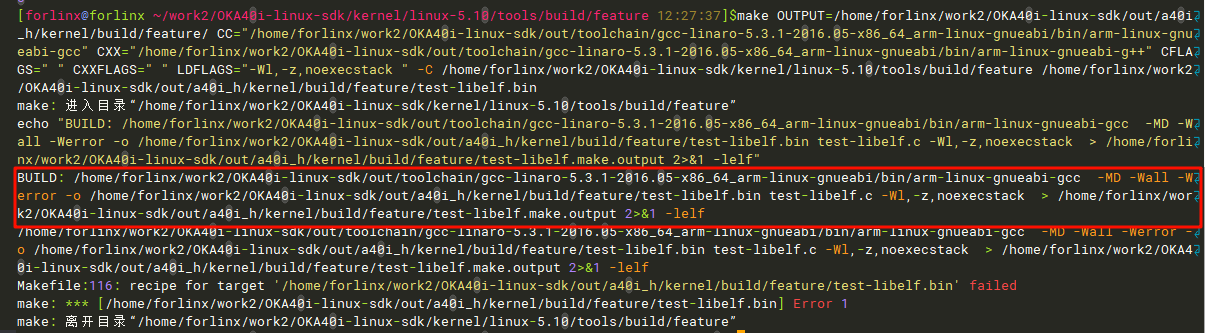 [forlinx@forlinx ~/work2/OKA40i-linux-sdk/kernel/linux-5.10/tools/build/feature 12:27:37]$make OUTPUT=/home/forlinx/work2/OKA40i-linux-sdk/out/a40i
_h/kernel/build/feature/ CC="/home/forlinx/work2/OKA40i-linux-sdk/out/toolchain/gcc-linaro-5.3.1-2016.05-x86_64_arm-linux-gnueabi/bin/arm-linux-gnu
eabi-gcc" CXX="/home/forlinx/work2/OKA40i-linux-sdk/out/toolchain/gcc-linaro-5.3.1-2016.05-x86_64_arm-linux-gnueabi/bin/arm-linux-gnueabi-g++" CFLA
GS=" " CXXFLAGS=" " LDFLAGS="-Wl,-z,noexecstack " -C /home/forlinx/work2/OKA40i-linux-sdk/kernel/linux-5.10/tools/build/feature /home/forlinx/work2
/OKA40i-linux-sdk/out/a40i_h/kernel/build/feature/test-libelf.bin
make: 进入目录“/home/forlinx/work2/OKA40i-linux-sdk/kernel/linux-5.10/tools/build/feature”
echo "BUILD: /home/forlinx/work2/OKA40i-linux-sdk/out/toolchain/gcc-linaro-5.3.1-2016.05-x86_64_arm-linux-gnueabi/bin/arm-linux-gnueabi-gcc  -MD -W
all -Werror -o /home/forlinx/work2/OKA40i-linux-sdk/out/a40i_h/kernel/build/feature/test-libelf.bin test-libelf.c -Wl,-z,noexecstack  > /home/forli
nx/work2/OKA40i-linux-sdk/out/a40i_h/kernel/build/feature/test-libelf.make.output 2>&1 -lelf"
BUILD: /home/forlinx/work2/OKA40i-linux-sdk/out/toolchain/gcc-linaro-5.3.1-2016.05-x86_64_arm-linux-gnueabi/bin/arm-linux-gnueabi-gcc  -MD -Wall -W
error -o /home/forlinx/work2/OKA40i-linux-sdk/out/a40i_h/kernel/build/feature/test-libelf.bin test-libelf.c -Wl,-z,noexecstack  > /home/forlinx/wor
k2/OKA40i-linux-sdk/out/a40i_h/kernel/build/feature/test-libelf.make.output 2>&1 -lelf
/home/forlinx/work2/OKA40i-linux-sdk/out/toolchain/gcc-linaro-5.3.1-2016.05-x86_64_arm-linux-gnueabi/bin/arm-linux-gnueabi-gcc  -MD -Wall -Werror -
o /home/forlinx/work2/OKA40i-linux-sdk/out/a40i_h/kernel/build/feature/test-libelf.bin test-libelf.c -Wl,-z,noexecstack  > /home/forlinx/work2/OKA4
0i-linux-sdk/out/a40i_h/kernel/build/feature/test-libelf.make.output 2>&1 -lelf
Makefile:116: recipe for target '/home/forlinx/work2/OKA40i-linux-sdk/out/a40i_h/kernel/build/feature/test-libelf.bin' failed
make: *** [/home/forlinx/work2/OKA40i-linux-sdk/out/a40i_h/kernel/build/feature/test-libelf.bin] Error 1
make: 离开目录“/home/forlinx/work2/OKA40i-linux-sdk/kernel/linux-5.10/tools/build/feature”